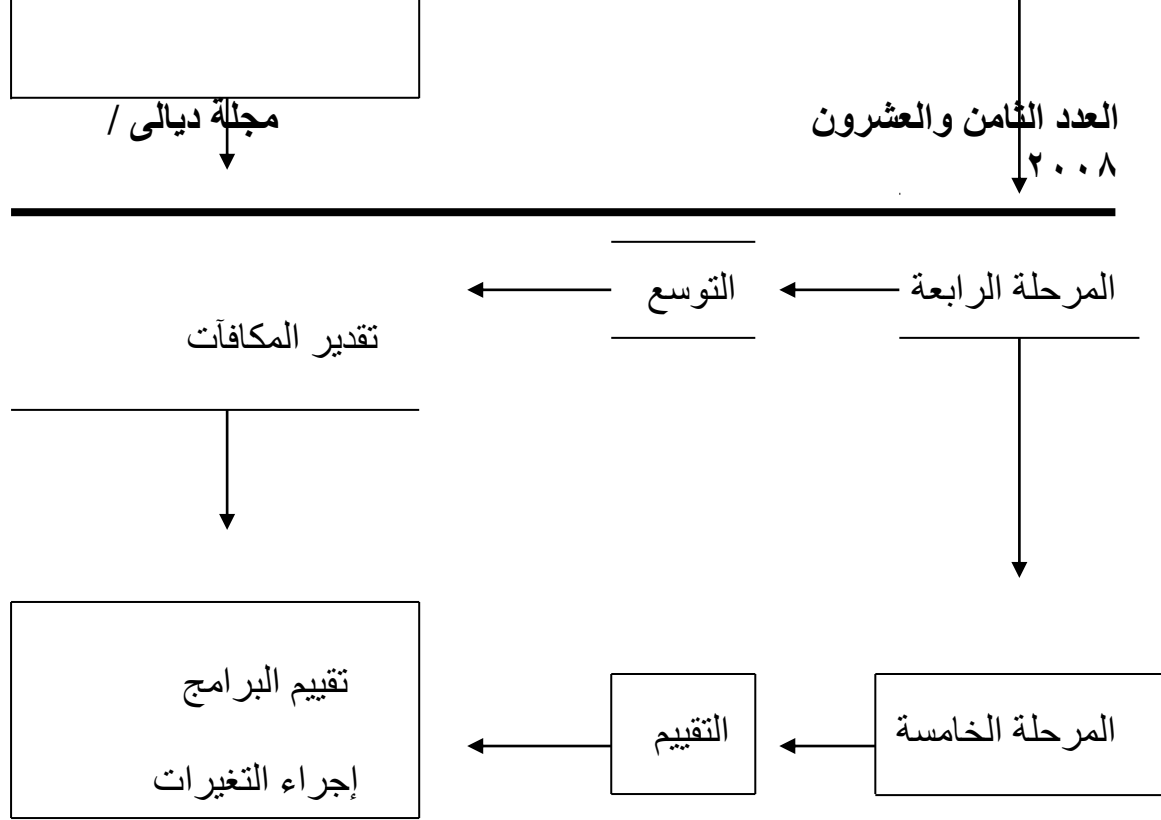 العدد الثامن والعشرون
مجلة ديالى /
٢٠٠٨
المرحلة الرابعة
التوسع
تقدير المكافآت
المرحلة الخامسة
التقييم
تقييم البرامج
إجراء التغيرات